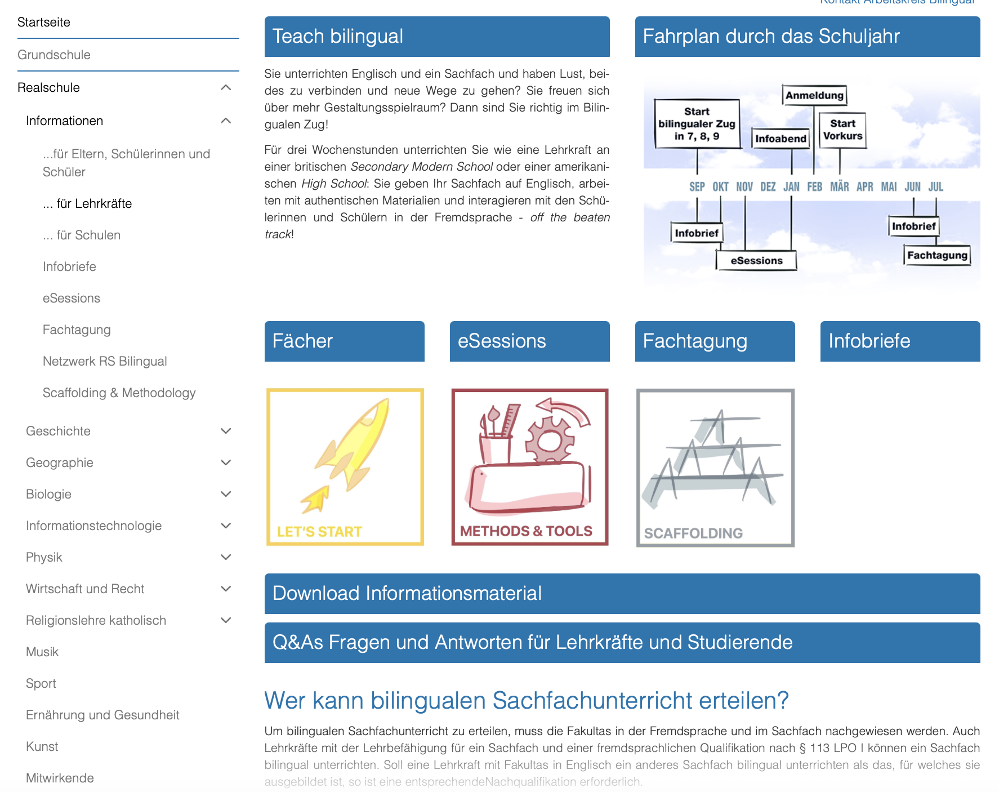 Kontakt Arbeitskreis Bilingual
Startseite
Grundschule
Realschule
Informationen
...für Eltern, Schülerinnen und
Schüler
... für Lehrkräfte
... für Schulen
Infobriefe
eSessions
Fachtagung
Netzwerk RS Bilingual
Scaffolding & Methodology
Geschichte
Geographie
Biologie
Informationstechnologie
Physik
Wirtschaft und Recht
Religionslehre katholisch
Musik
Sport
Ernährung und Gesundheit
Kunst
Mitwirkende
Teach bilingual
Sie unterrichten Englisch und ein Sachfach und haben Lust, bei-
des zu verbinden und neue Wege zu gehen? Sie freuen sich
über mehr Gestaltungsspielraum? Dann sind Sie richtig im Bilin-
gualen Zug!
Für drei Wochenstunden unterrichten Sie wie eine Lehrkraft an
einer britischen Secondary Modern School oder einer amerikani-
schen High School: Sie geben Ihr Sachfach auf Englisch, arbei-
ten mit authentischen Materialien und interagieren mit den Schü-
lerinnen und Schülern in der Fremdsprache - off the beaten
track!
Fahrplan durch das Schuljahr
Start
bilingualer Zug
in 7, 8, 9
Anmeldung
Infoabend
Start
Vorkurs
SEP OKT NOV DEZ JAN FEB MÄR APR MAI JUN JUL
Infobrief
eSessions
Infobrief
Fachtagung
Fächer
eSessions
Fachtagung
Infobriefe
LET'S START
METHODS & TOOLS
SCAFFOLDING
Download Informationsmaterial
Q&As Fragen und Antworten für Lehrkräfte und Studierende
Wer kann bilingualen Sachfachunterricht erteilen?
Um bilingualen Sachfachunterricht zu erteilen, muss die Fakultas in der Fremdsprache und im Sachfach nachgewiesen werden. Auch
Lehrkräfte mit der Lehrbefähigung für ein Sachfach und einer fremdsprachlichen Qualifikation nach § 113 LPO I können ein Sachfach
bilingual unterrichten. Soll eine Lehrkraft mit Fakultas in Englisch ein anderes Sachfach bilingual unterrichten als das, für welches sie
ausgebildet ist, so ist eine entsprechendeNachqualifikation erforderlich.